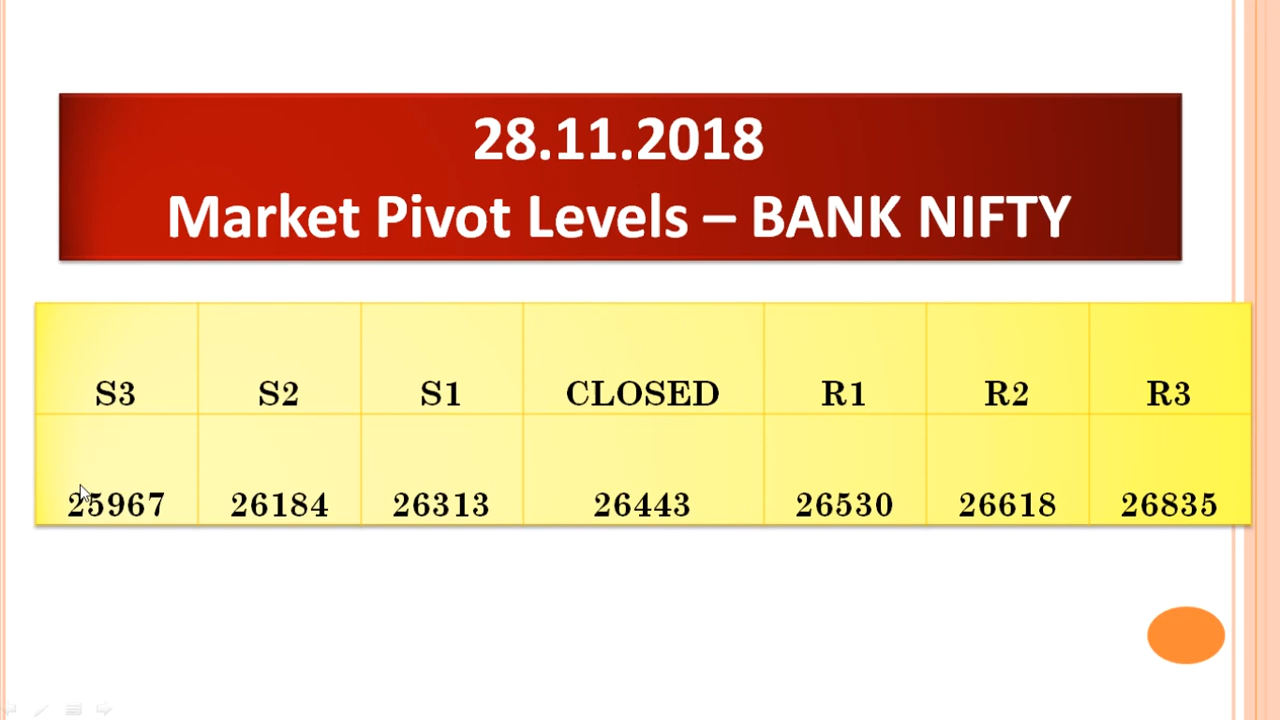 28.11.2018
Market Pivot Levels – BANK NIFTY
S3 S2 S1 CLOSED R1 R2 R3
25967 26184 26313 26443 26530 26618 26835